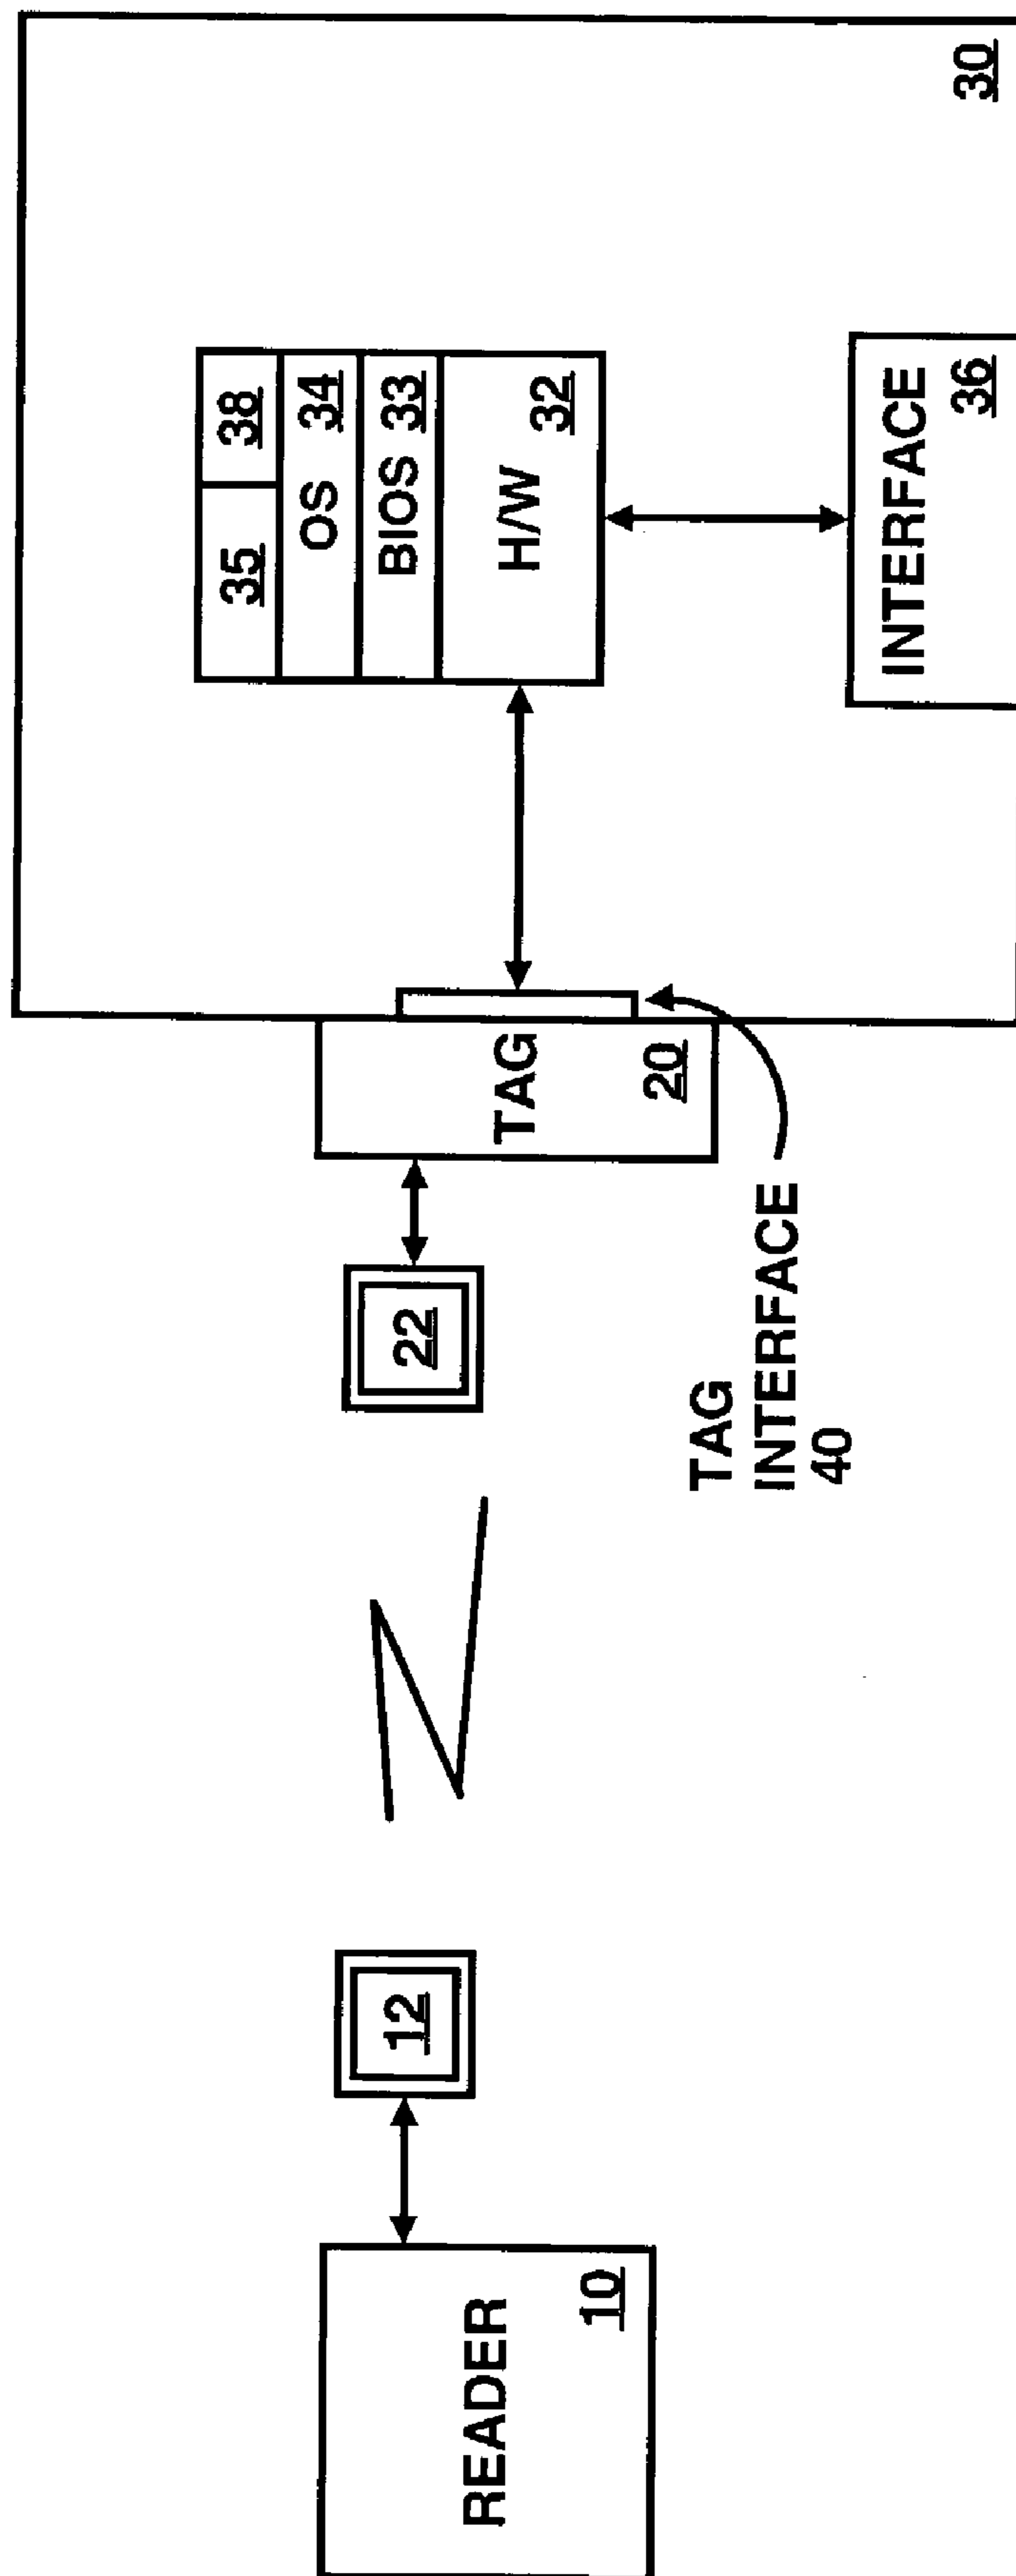 READER
10
12
22
TAG
20
TAG
INTERFACE
40
35
38
OS 34
BIOS 33
H/W
32
INTERFACE
36
30